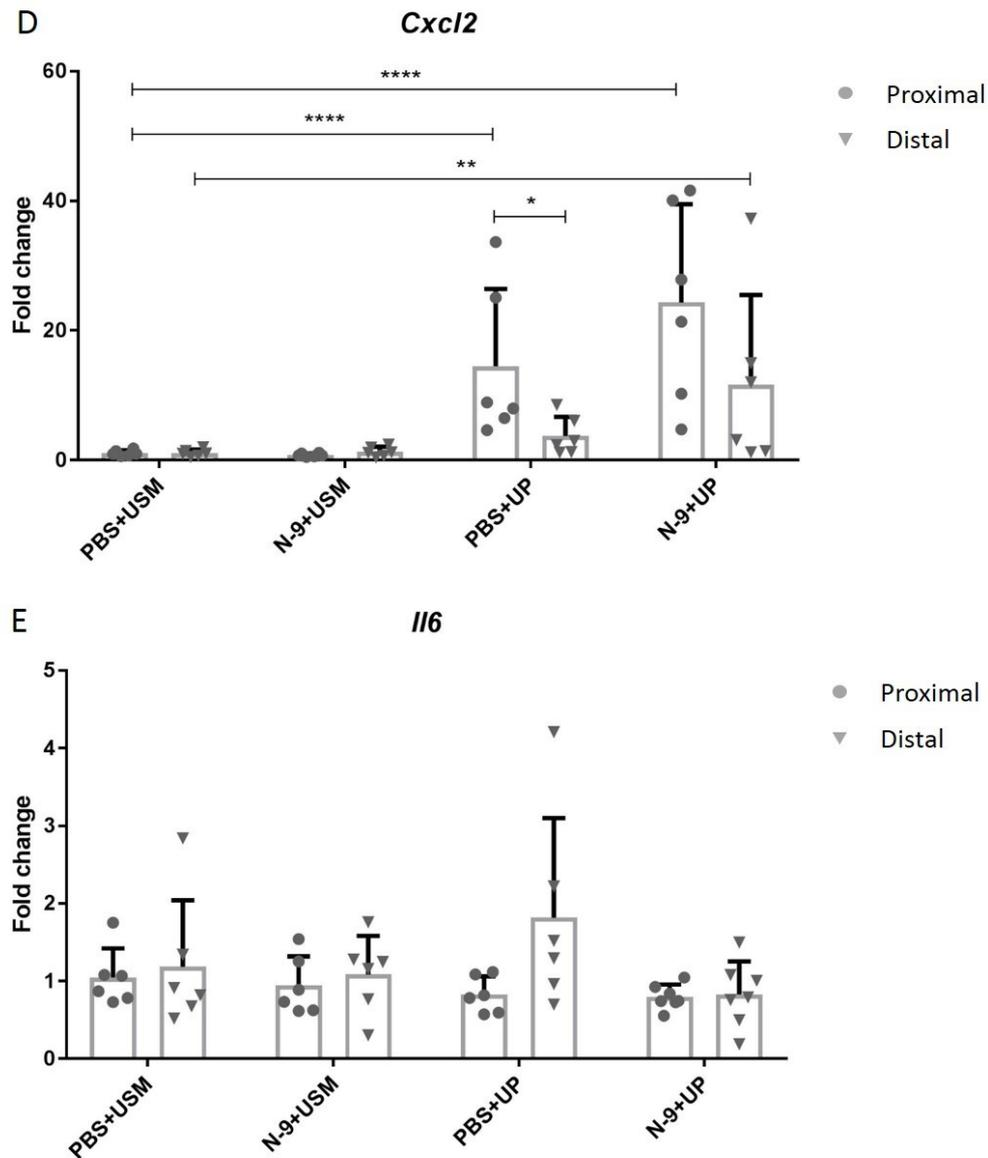 D
Cxcl2
60
40
20
0
Fold change
****
****
**
*
Proximal
Distal
PBS+USM
N-9+USM
PBS+UP
N-9+UP
E
Il6
5
4
3
2
1
0
Fold change
Proximal
Distal
PBS+USM
N-9+USM
PBS+UP
N-9+UP